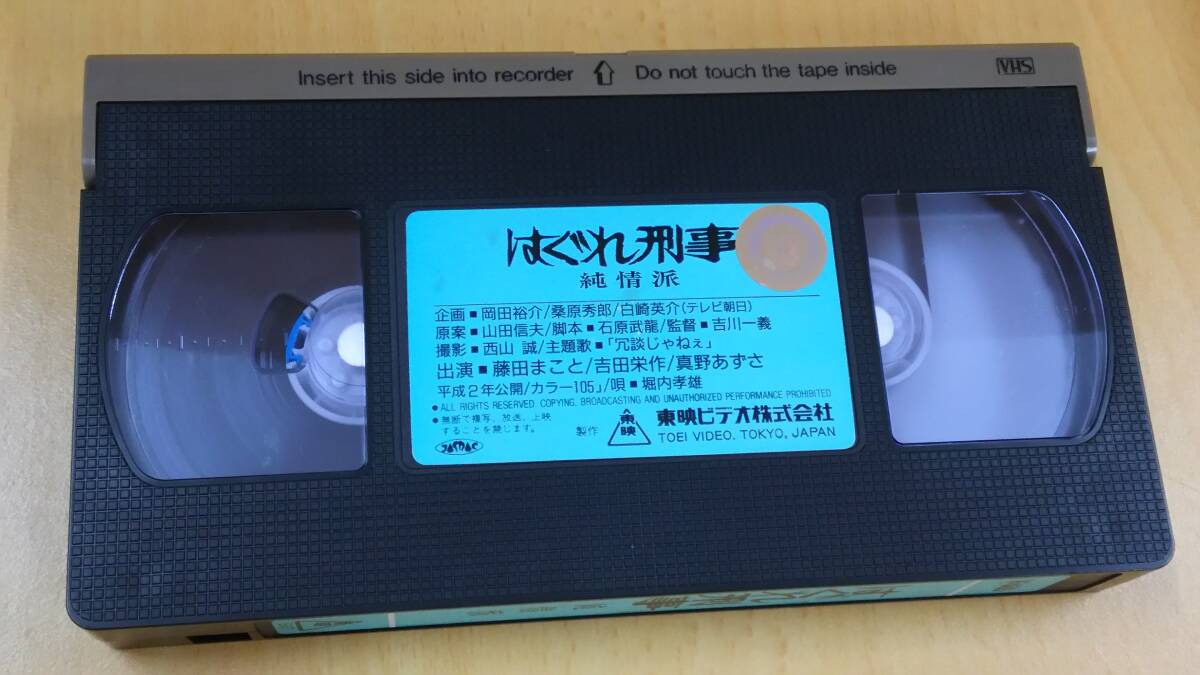 Insert this side into recorder ⇧ Do not touch the tape inside VHS
はぐれ刑事
純情派
企画■岡田裕介/桑原秀郎/白崎英介(テレビ朝日)
原案■山田信夫/脚本■石原武龍/監督■吉川一義
撮影■西山 誠/主題歌■「冗談じゃねぇ」
出演■藤田まこと/吉田栄作/真野あずさ
平成2年公開/カラー105」/唄■堀内孝雄
●ALL RIGHTS RESERVED. COPYING, BROADCASTING AND UNAUTHORIZED PERFORMANCE PROHIBITED
●無断で複写、放送、上映
することを禁じます。
JASRAC
製作 東映 東映ビデオ株式会社
TOEI VIDEO. TOKYO, JAPAN
はぐれ刑事